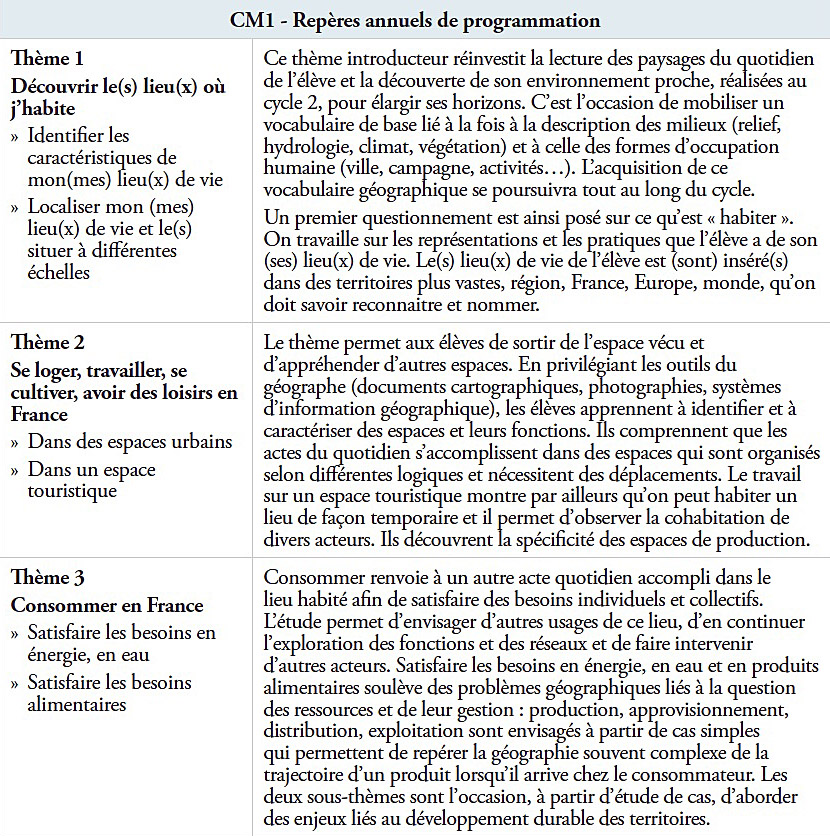 CM1 - Repères annuels de programmation
Thème 1
Découvrir le(s) lieu(x) où
j’habite
» Identifier les
caractéristiques de
mon(mes) lieu(x) de vie
» Localiser mon (mes)
lieu(x) de vie et le(s)
situer à différentes
échelles
Ce thème introducteur réinvestit la lecture des paysages du quotidien
de l’élève et la découverte de son environnement proche, réalisées au
cycle 2, pour élargir ses horizons. C’est l’occasion de mobiliser un
vocabulaire de base lié à la fois à la description des milieux (relief,
hydrologie, climat, végétation) et à celle des formes d’occupation
humaine (ville, campagne, activités…). L’acquisition de ce
vocabulaire géographique se poursuivra tout au long du cycle.
Un premier questionnement est ainsi posé sur ce qu’est « habiter ».
On travaille sur les représentations et les pratiques que l’élève a de son
(ses) lieu(x) de vie. Le(s) lieu(x) de vie de l’élève est (sont) inséré(s)
dans des territoires plus vastes, région, France, Europe, monde, qu’on
doit savoir reconnaitre et nommer.
Thème 2
Se loger, travailler, se
cultiver, avoir des loisirs en
France
» Dans des espaces urbains
» Dans un espace
touristique
Le thème permet aux élèves de sortir de l’espace vécu et
d’appréhender d’autres espaces. En privilégiant les outils du
géographe (documents cartographiques, photographies, systèmes
d’information géographique), les élèves apprennent à identifier et à
caractériser des espaces et leurs fonctions. Ils comprennent que les
actes du quotidien s’accomplissent dans des espaces qui sont organisés
selon différentes logiques et nécessitent des déplacements. Le travail
sur un espace touristique montre par ailleurs qu’on peut habiter un
lieu de façon temporaire et il permet d’observer la cohabitation de
divers acteurs. Ils découvrent la spécificité des espaces de production.
Thème 3
Consommer en France
» Satisfaire les besoins en
énergie, en eau
» Satisfaire les besoins
alimentaires
Consommer renvoie à un autre acte quotidien accompli dans le
lieu habité afin de satisfaire des besoins individuels et collectifs.
L’étude permet d’envisager d’autres usages de ce lieu, d’en continuer
l’exploration des fonctions et des réseaux et de faire intervenir
d’autres acteurs. Satisfaire les besoins en énergie, en eau et en produits
alimentaires soulève des problèmes géographiques liés à la question
des ressources et de leur gestion : production, approvisionnement,
distribution, exploitation sont envisagés à partir de cas simples
qui permettent de repérer la géographie souvent complexe de la
trajectoire d’un produit lorsqu’il arrive chez le consommateur. Les
deux sous-thèmes sont l’occasion, à partir d’étude de cas, d’aborder
des enjeux liés au développement durable des territoires.